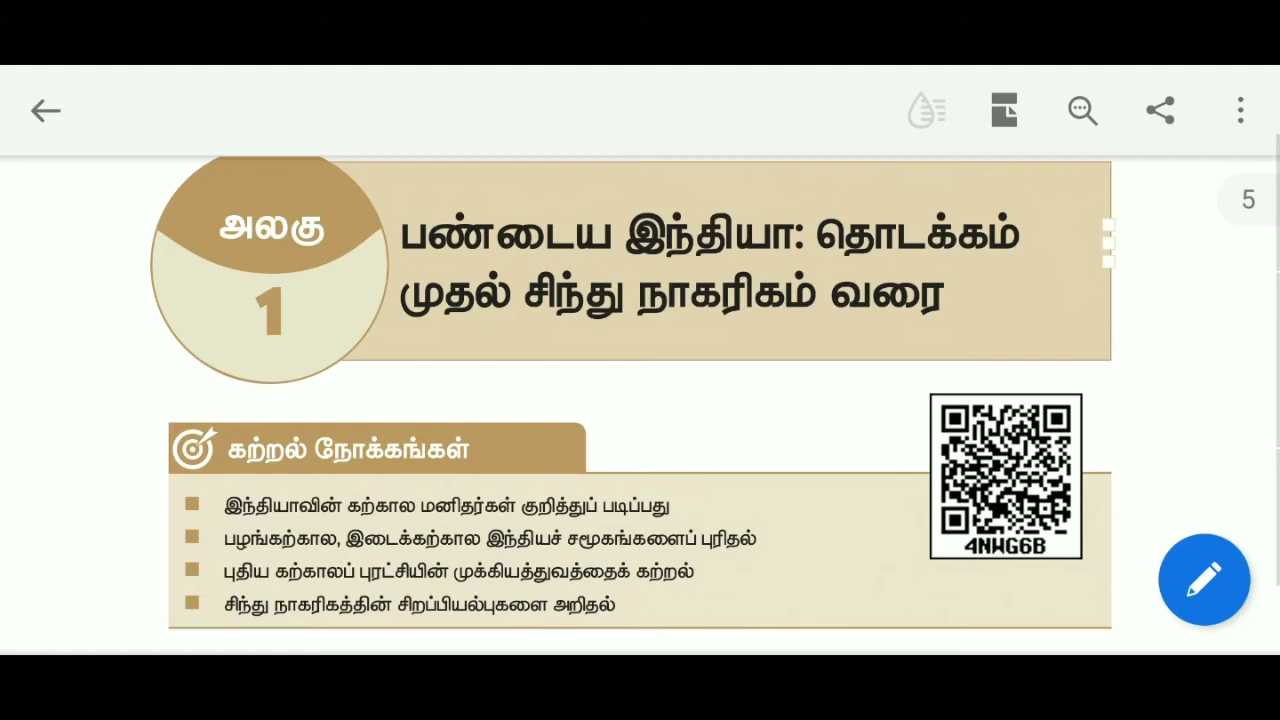 5
அலகு
1
பண்டைய இந்தியா: தொடக்கம்
முதல் சிந்து நாகரிகம் வரை
கற்றல் நோக்கங்கள்
இந்தியாவின் கற்கால மனிதர்கள் குறித்துப் படிப்பது
பழங்கற்கால, இடைக்கற்கால இந்தியச் சமூகங்களைப் புரிதல்
புதிய கற்காலப் புரட்சியின் முக்கியத்துவத்தைக் கற்றல்
சிந்து நாகரிகத்தின் சிறப்பியல்புகளை அறிதல்
4NWG6B